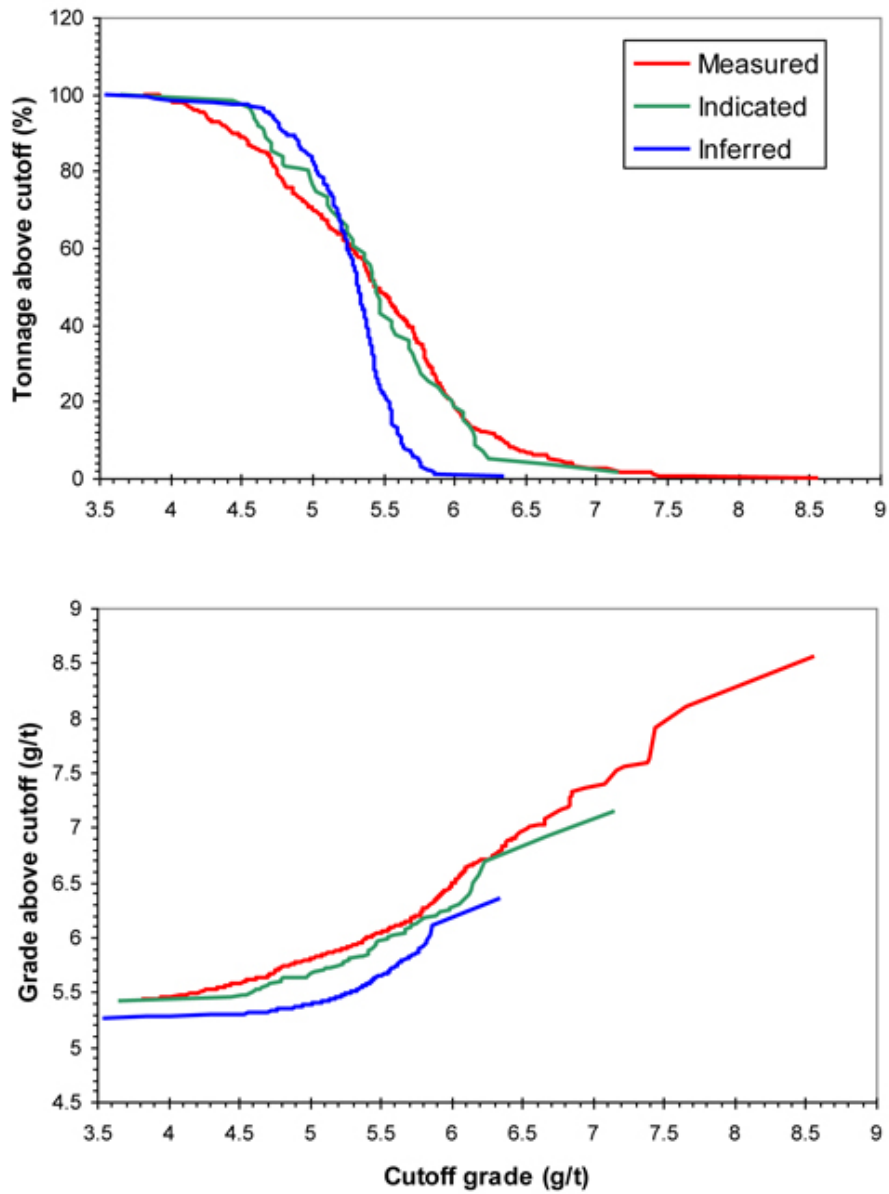 120
100
80
60
40
20
0
Tonnage above cutoff (%)
Measured
Indicated
Inferred
3.5 4 4.5 5 5.5 6 6.5 7 7.5 8 8.5 9
9
8.5
8
7.5
7
6.5
6
5.5
5
4.5
Grade above cutoff (g/t)
3.5 4 4.5 5 5.5 6 6.5 7 7.5 8 8.5 9
Cutoff grade (g/t)